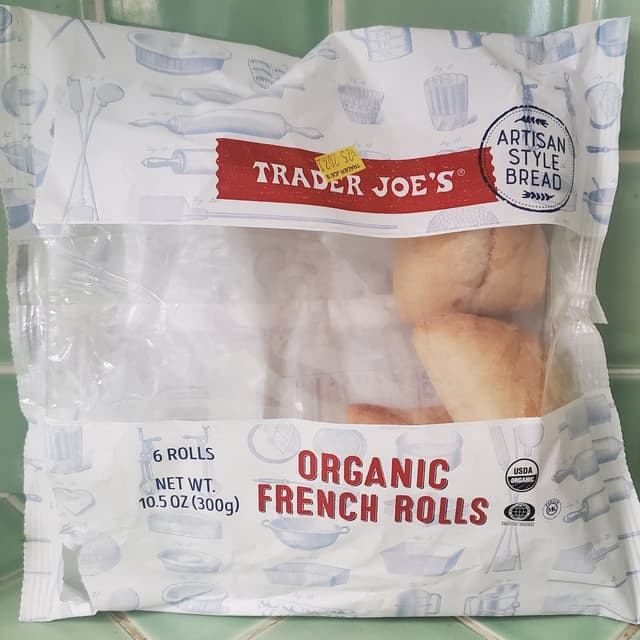 TRADER JOE'S®
ARTISAN
STYLE
BREAD
6 ROLLS
NET WT.
10.5 OZ (300g)
ORGANIC
FRENCH ROLLS
USDA
ORGANIC